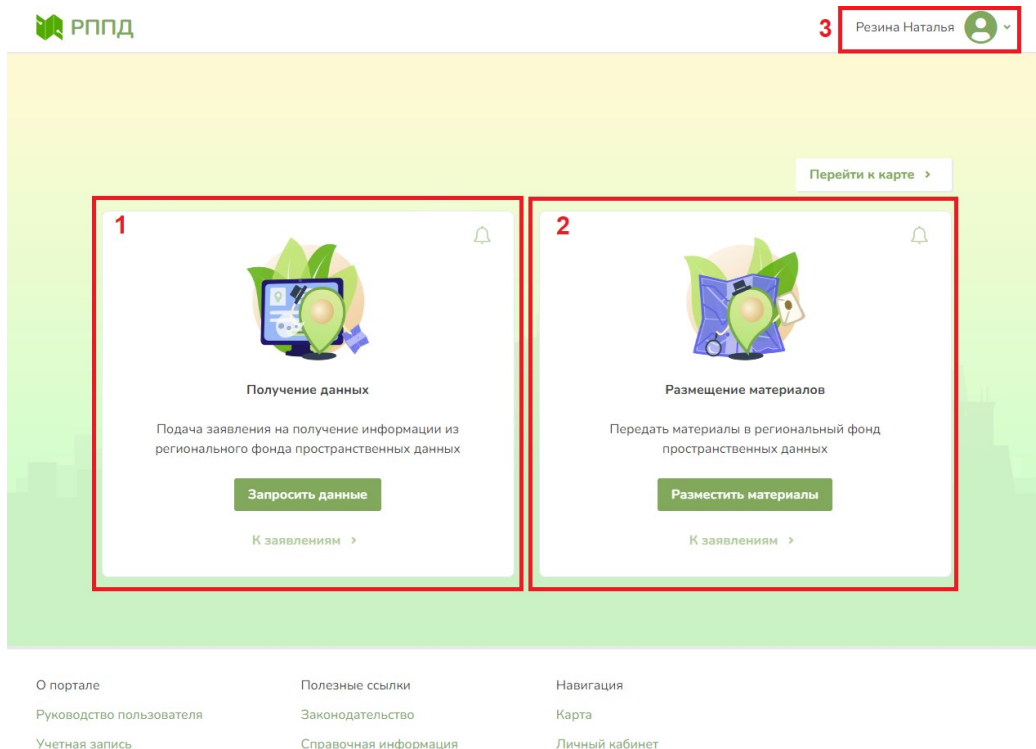 РППД
3
Резина Наталья
Перейти к карте
1
2
Получение данных
Подача заявления на получение информации из
регионального фонда пространственных данных
Запросить данные
К заявлениям
Размещение материалов
Передать материалы в региональный фонд
пространственных данных
Разместить материалы
К заявлениям
О портале
Полезные ссылки
Навигация
Руководство пользователя
Законодательство
Карта
Учетная запись
Справочная информация
Личный кабинет